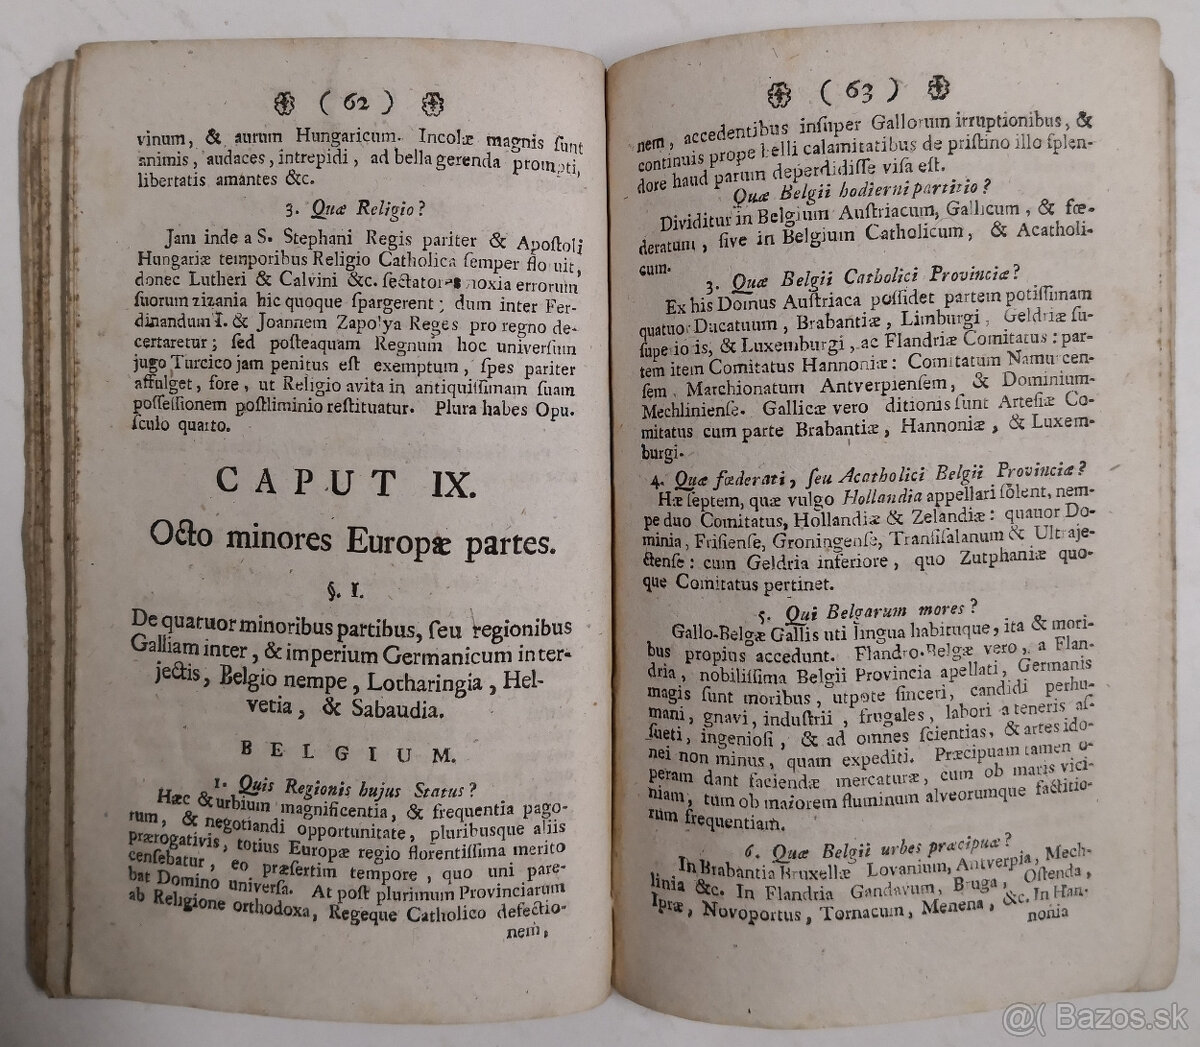 ( 62 )
vinum, & aurum Hungaricum. Incolæ magnis ſunt
animis, audaces, intrepidi, ad bella gerenda prompti,
libertatis amantes &c.
3. Quæ Religio?
Jam inde a S. Stephani Regis pariter & Apoſtoli
Hungariæ temporibus Religio Catholica ſemper floruit,
donec Lutheri & Calvini &c. ſectatores noxia errorum
ſuorum zizania hic quoque ſpargerent; dum inter Fer-
dinandum I. & Joannem Zapolya Reges pro regno de-
certaretur; ſed poſteaquam Regnum hoc univerſum
jugo Turcico jam penitus eſt exemptum, ſpes pariter
affulget, fore, ut Religio avita in antiquiſſimam ſuam
poſſeſſionem poſtliminio reſtituatur. Plura habes Opu-
ſculo quarto.
CAPUT IX.
Octo minores Europæ partes.
§. I.
De quatuor minoribus partibus, ſeu regionibus
Galliam inter, & imperium Germanicum inter-
jectis, Belgio nempe, Lotharingia, Hel-
vetia, & Sabaudia.
BELGIUM.
1. Quis Regionis hujus Status?
Hæc & urbium magnificentia, & frequentia pago-
rum, & negotiandi opportunitate, pluribusque aliis
prærogativis, totius Europæ regio florentiſſima merito
cenſebatur, eo præſertim tempore, quo uni pare-
bat Domino univerſa. At poſt plurimum Provinciarum
ab Religione orthodoxa, Regeque Catholico defectio-
nem,
( 63 )
nem, accedentibus inſuper Gallorum irruptionibus, &
continuis prope belli calamitatibus de priſtino illo ſplen-
dore haud parum deperdidiſſe viſa eſt.
Quæ Belgii hodierni partitio?
Dividitur in Belgium Auſtriacum, Gallicum, & fœ-
deratum, ſive in Belgium Catholicum, & Acatholi-
cum.
3. Quæ Belgii Catholici Provinciæ?
Ex his Domus Auſtriaca poſſidet partem potiſſimam
quatuor Ducatuum, Brabantiæ, Limburgi, Geldriæ ſu-
ſuperioris, & Luxemburgi, ac Flandriæ Comitatus: par-
tem item Comitatus Hannoniæ: Comitatum Namurcen-
ſem, Marchionatum Antverpienſem, & Dominium-
Mechlinienſe. Gallicæ vero ditionis ſunt Arteſiæ Co-
mitatus cum parte Brabantiæ, Hannoniæ, & Luxem-
burgi.
4. Quæ fœderati, ſeu Acatholici Belgii Provinciæ?
Hæ ſeptem, quæ vulgo Hollandia appellari ſolent, nem-
pe duo Comitatus, Hollandiæ & Zelandiæ: quatuor Do-
minia, Friſienſe, Groningenſe, Tranſiſalanum & Ultraje-
ctenſe: cum Geldria inferiore, quo Zutphaniæ quo-
que Comitatus pertinet.
5. Qui Belgarum mores?
Gallo-Belgæ Gallis uti lingua habituque, ita & mori-
bus propius accedunt. Flandro-Belgæ vero, a Flan-
dria, nobiliſſima Belgii Provincia apellati, Germanis
magis ſunt moribus, utpote ſinceri, candidi perhu-
mani, gnavi, induſtrii, frugales, labori a teneris aſ-
ſueti, ingenioſi, & ad omnes ſcientias, & artes ido-
nei non minus, quam expediti. Præcipuam tamen o-
peram dant faciendæ mercaturæ, cum ob maris vici-
niam, tum ob maiorem fluminum alveorumque factitio-
rum frequentiam.
6. Quæ Belgii urbes præcipuæ?
In Brabantia Bruxellæ Lovanium, Antverpia, Mech-
linia &c. In Flandria Gandavum, Bruga, Oſtenda,
Ipræ, Novoportus, Tornacum, Menena, &c. In Han-
nonia
@( Bazos.sk